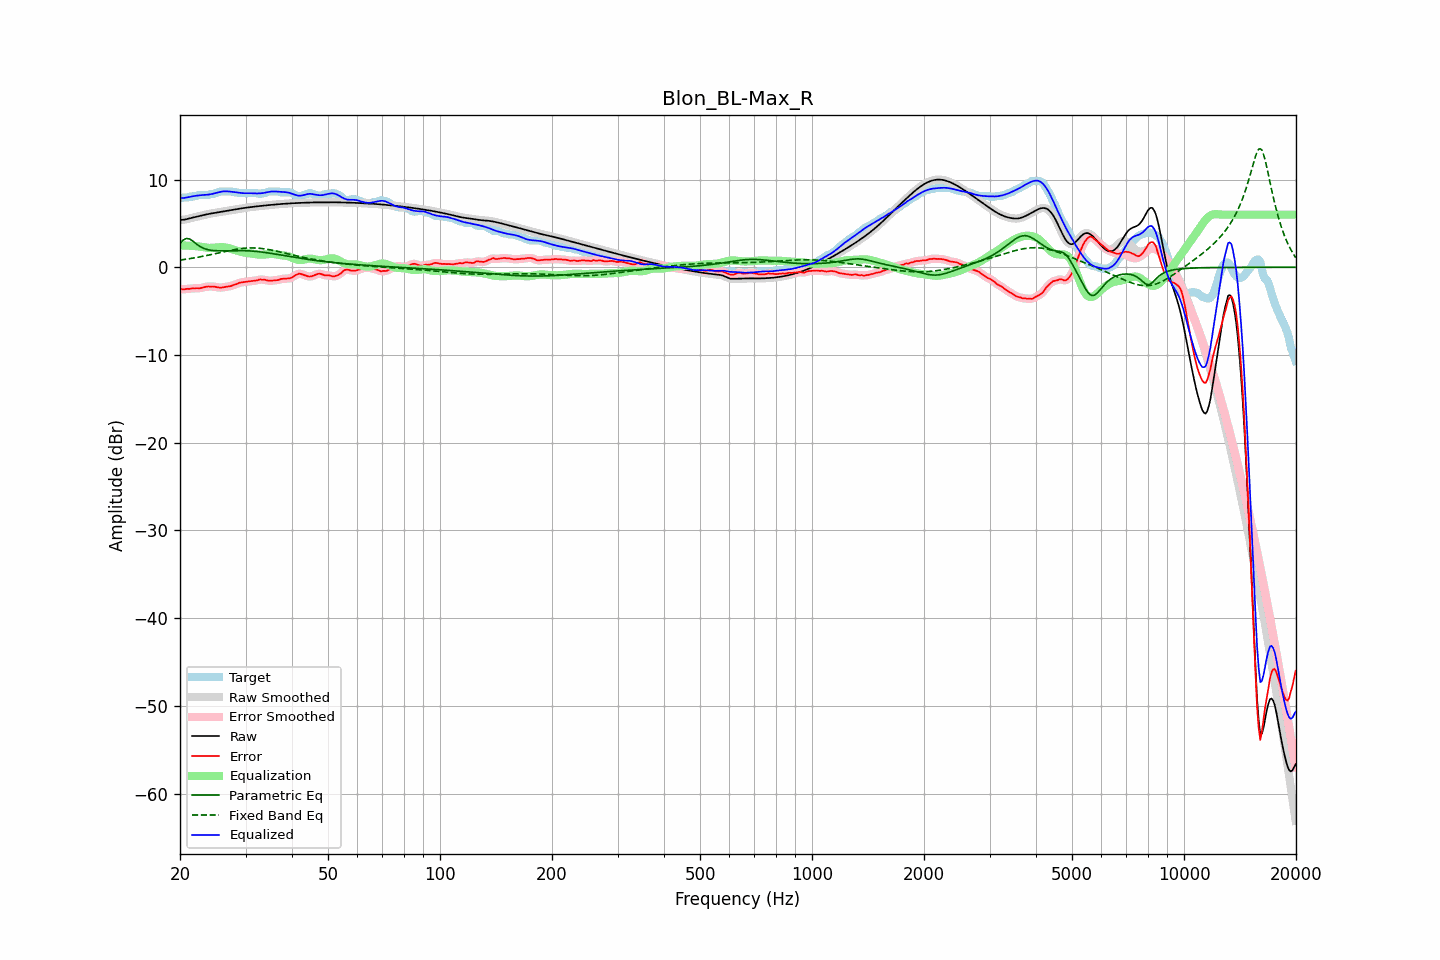 Blon_BL-Max_R
Amplitude (dBr)
10
0
−10
−20
−30
−40
−50
−60
Target
Raw Smoothed
Error Smoothed
Raw
Error
Equalization
Parametric Eq
Fixed Band Eq
Equalized
20 50 100 200 500 1000 2000 5000 10000 20000
Frequency (Hz)